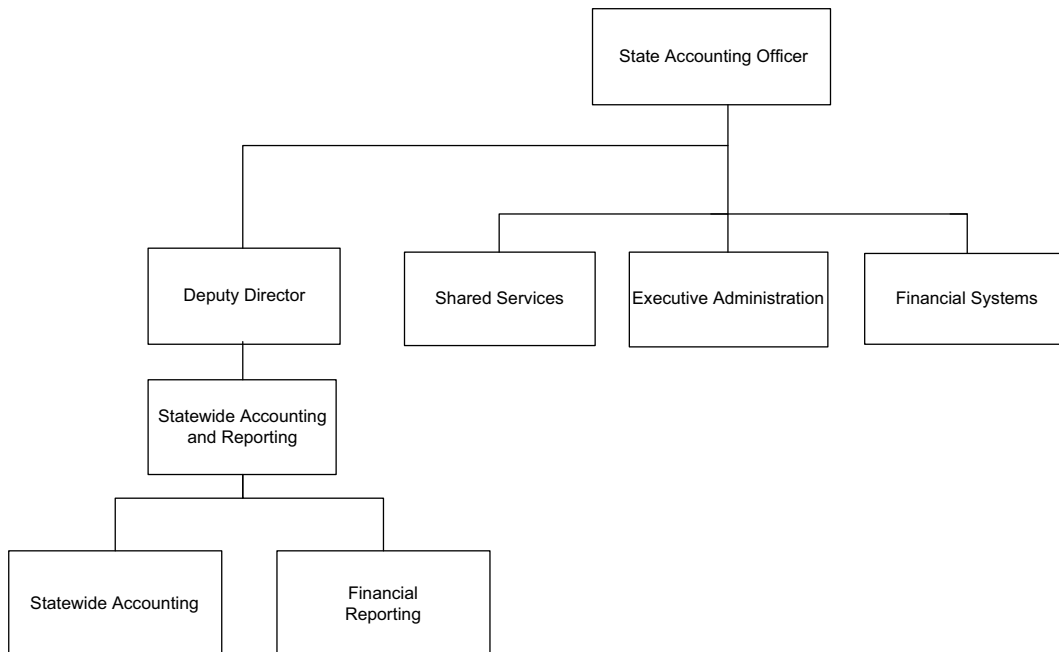 State Accounting Officer
Deputy Director
Shared Services
Executive Administration
Financial Systems
Statewide Accounting
and Reporting
Statewide Accounting
Financial
Reporting